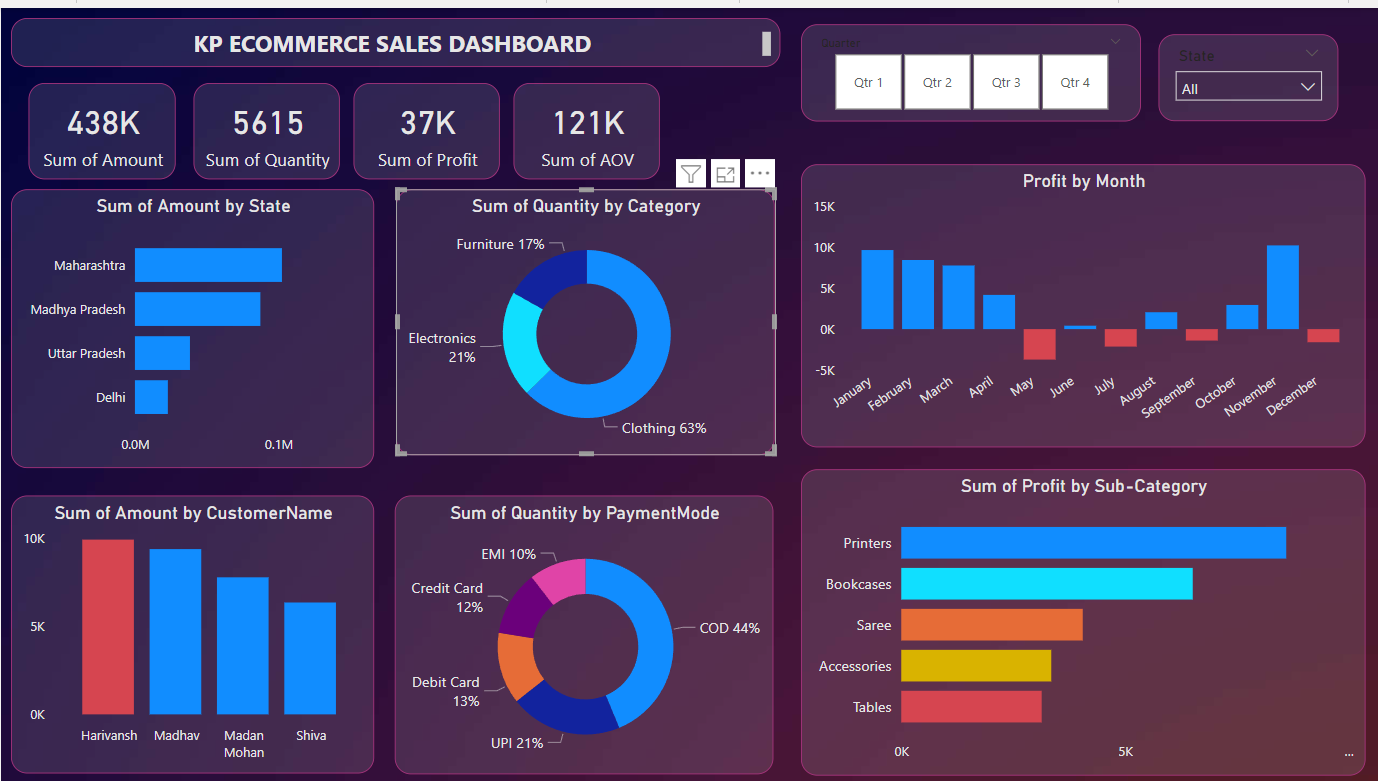 KP ECOMMERCE SALES DASHBOARD
Quarter
Qtr 1
Qtr 2
Qtr 3
Qtr 4
State
All
438K
Sum of Amount
5615
Sum of Quantity
37K
Sum of Profit
121K
Sum of AOV
Sum of Amount by State
Maharashtra
Madhya Pradesh
Uttar Pradesh
Delhi
0.0M
0.1M
Sum of Quantity by Category
Furniture 17%
Electronics
21%
Clothing 63%
Profit by Month
15K
10K
5K
0K
-5K
January
February
March
April
May
June
July
August
September
October
November
December
Sum of Amount by CustomerName
10K
5K
0K
Harivansh
Madhav
Madan
Mohan
Shiva
Sum of Quantity by PaymentMode
EMI 10%
Credit Card
12%
Debit Card
13%
UPI 21%
COD 44%
Sum of Profit by Sub-Category
Printers
Bookcases
Saree
Accessories
Tables
0K
5K
...